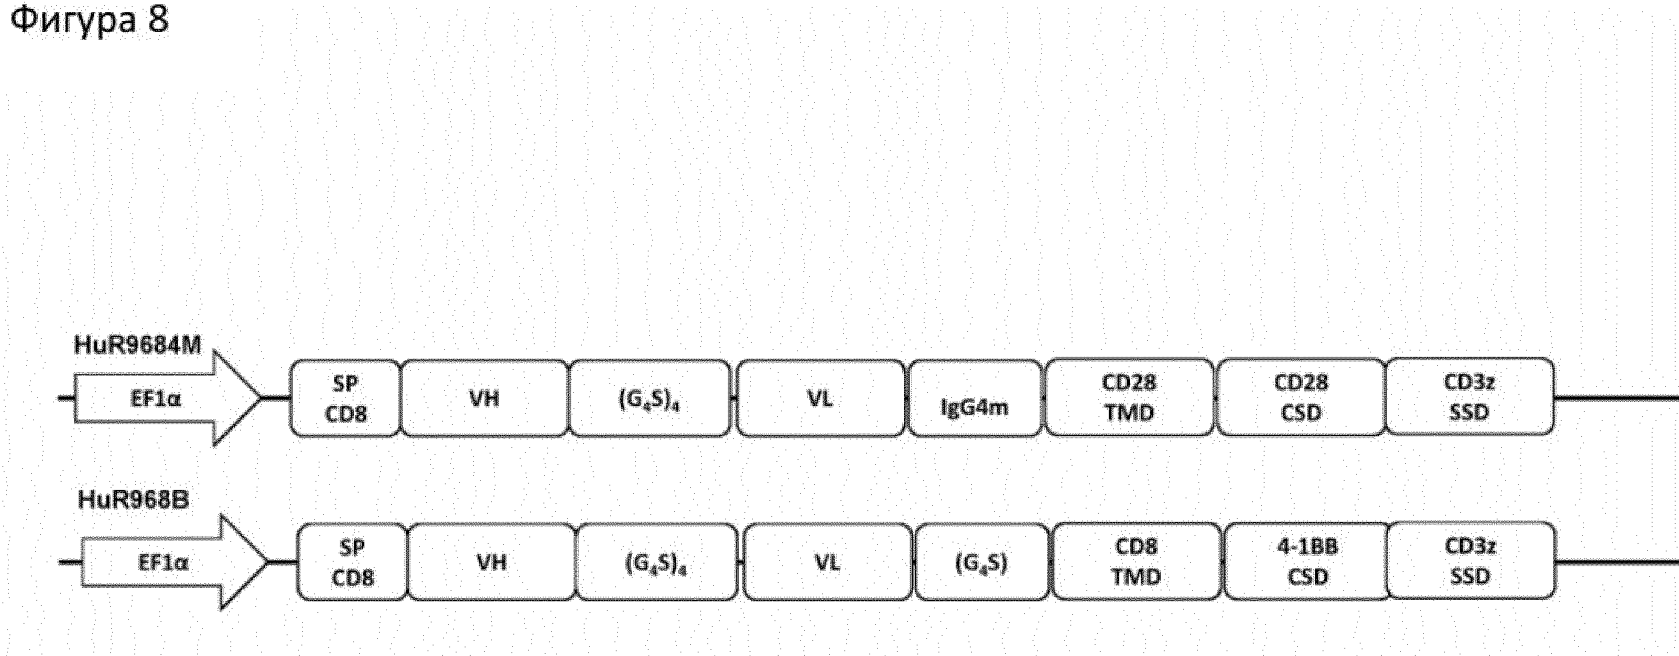 Фигура 8
HuR9684M
EF1α
SP
CD8
VH
(G₄S)₄
VL
IgG4m
CD28
TMD
CD28
CSD
CD3z
SSD
HuR968B
EF1α
SP
CD8
VH
(G₄S)₄
VL
(G₄S)
CD8
TMD
4-1BB
CSD
CD3z
SSD